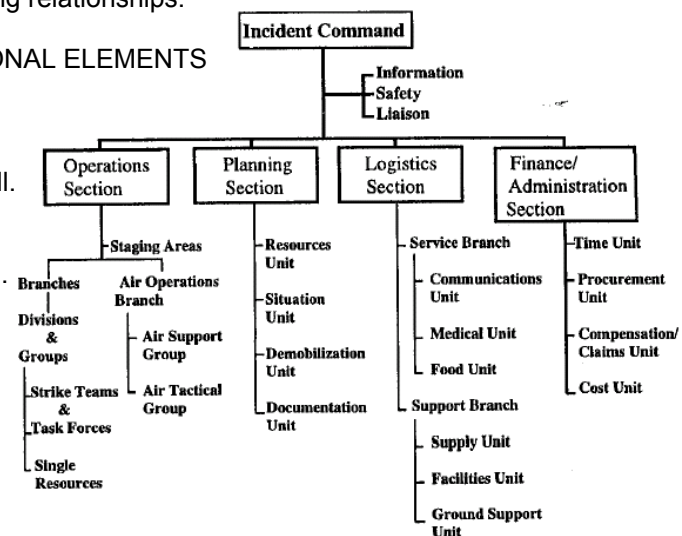 ng relationships.
Incident Command
ONAL ELEMENTS
Information
Safety
Liaison
ll.
Operations
Section
Planning
Section
Logistics
Section
Finance/
Administration
Section
Staging Areas
Branches
Air Operations
Branch
Divisions
&
Groups
Air Support
Group
Strike Teams
&
Task Forces
Air Tactical
Group
Single
Resources
Resources
Unit
Situation
Unit
Demobilization
Unit
Documentation
Unit
Service Branch
Communications
Unit
Medical Unit
Food Unit
Support Branch
Supply Unit
Facilities Unit
Ground Support
Unit
Time Unit
Procurement
Unit
Compensation/
Claims Unit
Cost Unit